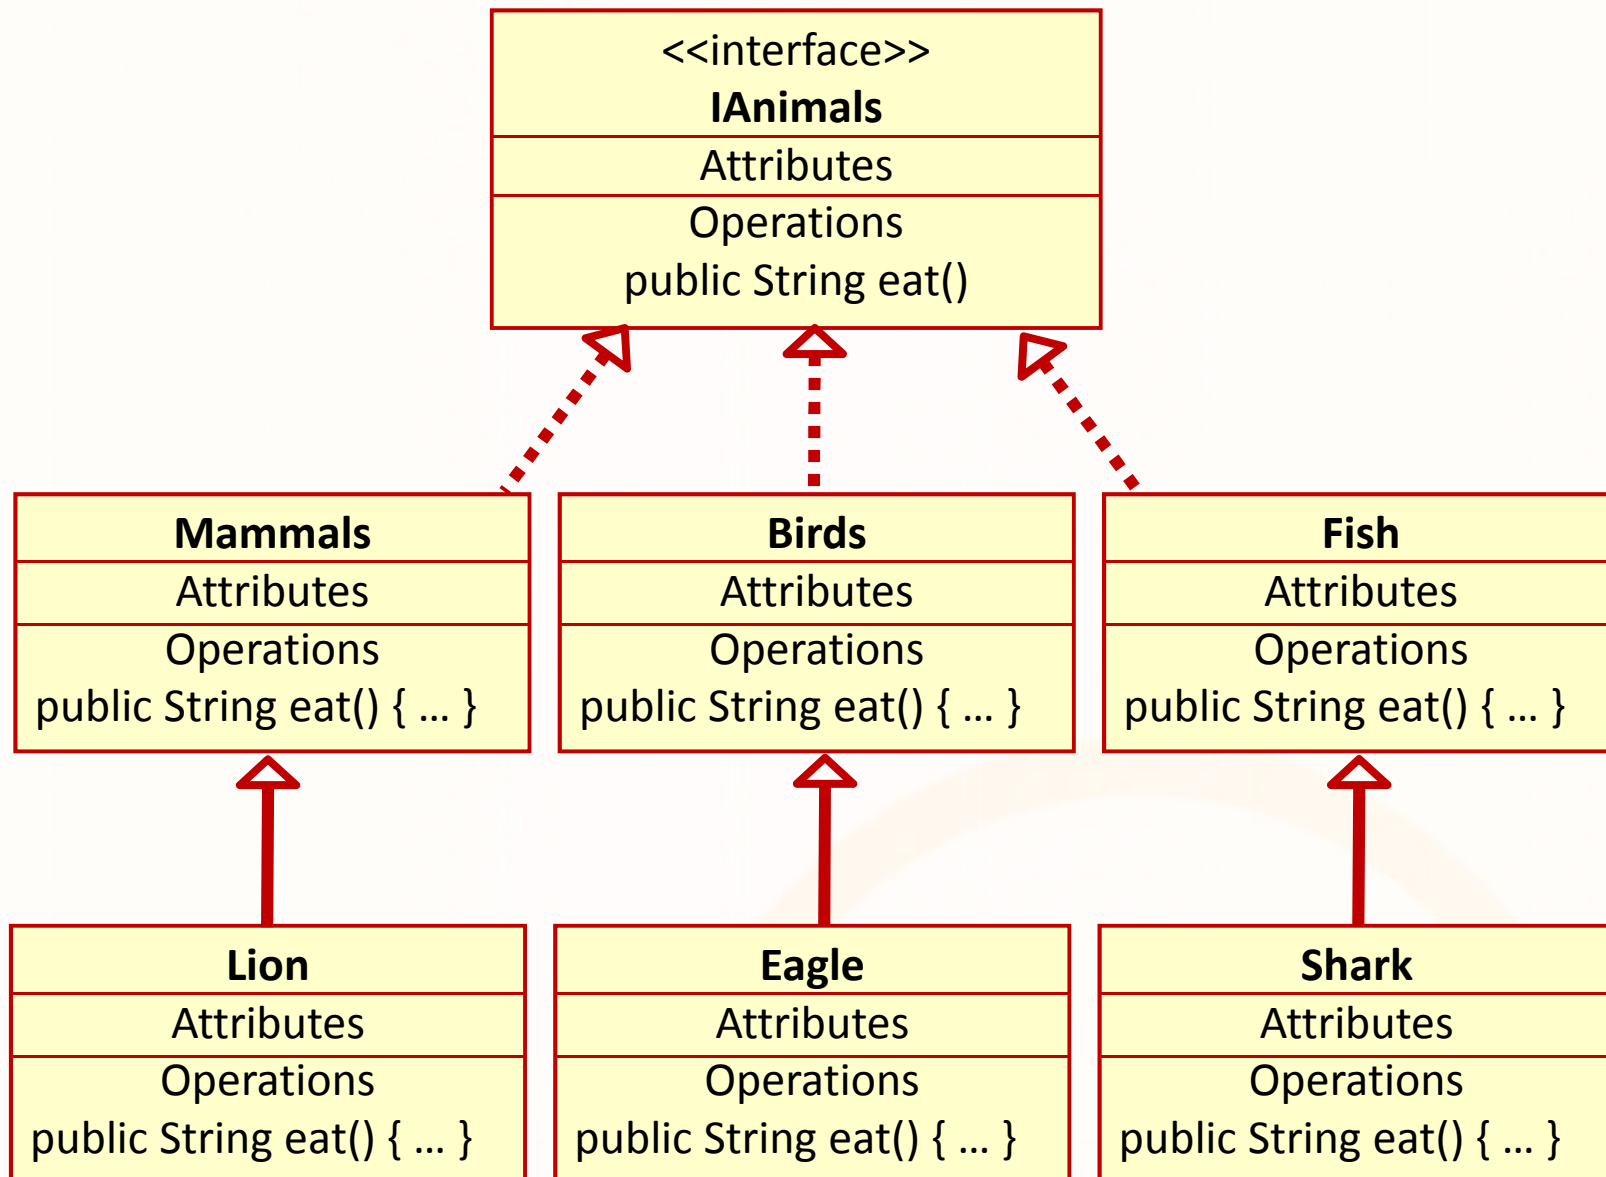 <<interface>>
IAnimals
Attributes
Operations
public String eat()
Mammals
Attributes
Operations
public String eat() { ... }
Birds
Attributes
Operations
public String eat() { ... }
Fish
Attributes
Operations
public String eat() { ... }
Lion
Attributes
Operations
public String eat() { ... }
Eagle
Attributes
Operations
public String eat() { ... }
Shark
Attributes
Operations
public String eat() { ... }